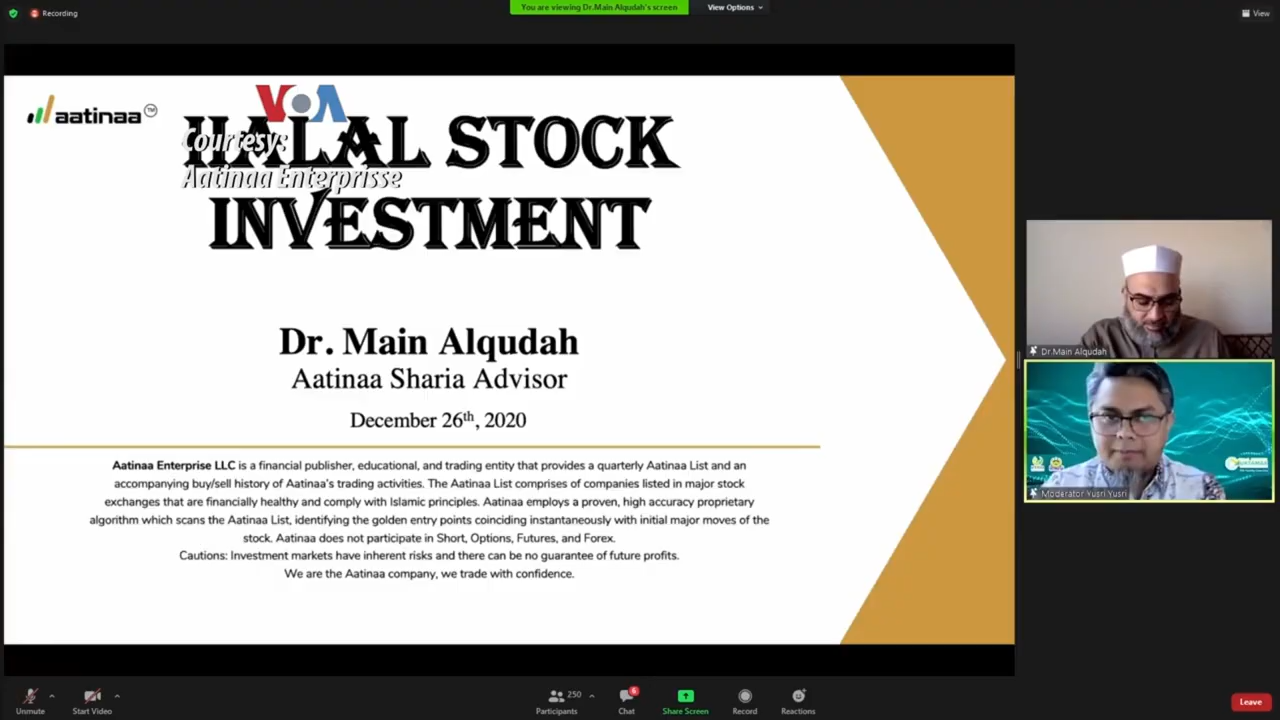 Recording
You are viewing Dr.Main Alqudah's screen
View Options
View
aatinaa TM
VOA
Courtesy:
Aatinaa Enterprisse
HALAL STOCK
INVESTMENT
Dr. Main Alqudah
Aatinaa Sharia Advisor
December 26th, 2020
Aatinaa Enterprise LLC is a financial publisher, educational, and trading entity that provides a quarterly Aatinaa List and an
accompanying buy/sell history of Aatinaa's trading activities. The Aatinaa List comprises of companies listed in major stock
exchanges that are financially healthy and comply with Islamic principles. Aatinaa employs a proven, high accuracy proprietary
algorithm which scans the Aatinaa List, identifying the golden entry points coinciding instantaneously with initial major moves of the
stock. Aatinaa does not participate in Short, Options, Futures, and Forex.
Cautions: Investment markets have inherent risks and there can be no guarantee of future profits.
We are the Aatinaa company, we trade with confidence.
Dr.Main Alqudah
Moderator Yusri Yusri
Unmute
Start Video
250
Participants
6
Chat
Share Screen
Record
Reactions
Leave